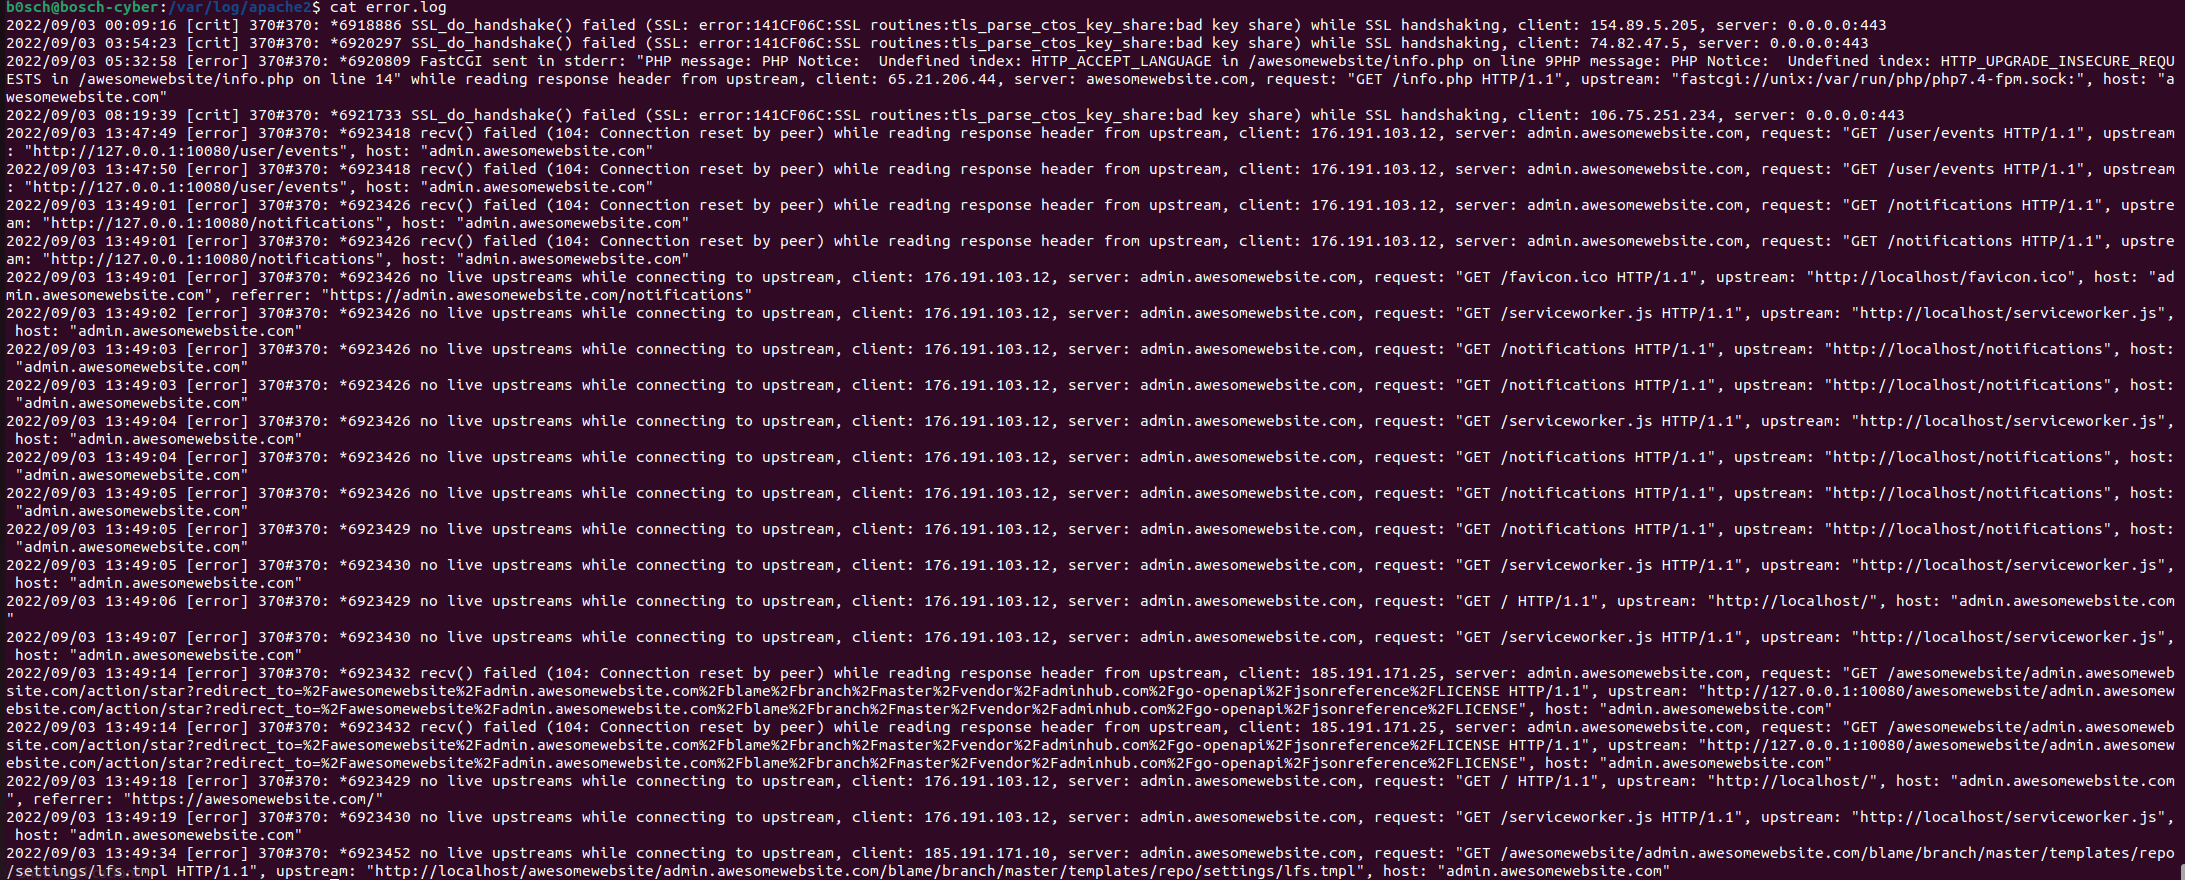 b0sch@bosch-cyber:/var/log/apache2$ cat error.log
2022/09/03 00:09:16 [crit] 370#370: *6918886 SSL_do_handshake() failed (SSL: error:141CF06C:SSL routines:tls_parse_ctos_key_share:bad key share) while SSL handshaking, client: 154.89.5.205, server: 0.0.0.0:443
2022/09/03 03:54:23 [crit] 370#370: *6920297 SSL_do_handshake() failed (SSL: error:141CF06C:SSL routines:tls_parse_ctos_key_share:bad key share) while SSL handshaking, client: 74.82.47.5, server: 0.0.0.0:443
2022/09/03 05:32:58 [error] 370#370: *6920809 FastCGI sent in stderr: "PHP message: PHP Notice:  Undefined index: HTTP_ACCEPT_LANGUAGE in /awesomewebsite/info.php on line 9PHP message: PHP Notice:  Undefined index: HTTP_UPGRADE_INSECURE_REQU
ESTS in /awesomewebsite/info.php on line 14" while reading response header from upstream, client: 65.21.206.44, server: awesomewebsite.com, request: "GET /info.php HTTP/1.1", upstream: "fastcgi://unix:/var/run/php/php7.4-fpm.sock:", host: "a
wesomewebsite.com"
2022/09/03 08:19:39 [crit] 370#370: *6921733 SSL_do_handshake() failed (SSL: error:141CF06C:SSL routines:tls_parse_ctos_key_share:bad key share) while SSL handshaking, client: 106.75.251.234, server: 0.0.0.0:443
2022/09/03 13:47:49 [error] 370#370: *6923418 recv() failed (104: Connection reset by peer) while reading response header from upstream, client: 176.191.103.12, server: admin.awesomewebsite.com, request: "GET /user/events HTTP/1.1", upstream
: "http://127.0.0.1:10080/user/events", host: "admin.awesomewebsite.com"
2022/09/03 13:47:50 [error] 370#370: *6923418 recv() failed (104: Connection reset by peer) while reading response header from upstream, client: 176.191.103.12, server: admin.awesomewebsite.com, request: "GET /user/events HTTP/1.1", upstream
: "http://127.0.0.1:10080/user/events", host: "admin.awesomewebsite.com"
2022/09/03 13:49:01 [error] 370#370: *6923426 recv() failed (104: Connection reset by peer) while reading response header from upstream, client: 176.191.103.12, server: admin.awesomewebsite.com, request: "GET /notifications HTTP/1.1", upstre
am: "http://127.0.0.1:10080/notifications", host: "admin.awesomewebsite.com"
2022/09/03 13:49:01 [error] 370#370: *6923426 recv() failed (104: Connection reset by peer) while reading response header from upstream, client: 176.191.103.12, server: admin.awesomewebsite.com, request: "GET /notifications HTTP/1.1", upstre
am: "http://127.0.0.1:10080/notifications", host: "admin.awesomewebsite.com"
2022/09/03 13:49:01 [error] 370#370: *6923426 no live upstreams while connecting to upstream, client: 176.191.103.12, server: admin.awesomewebsite.com, request: "GET /favicon.ico HTTP/1.1", upstream: "http://localhost/favicon.ico", host: "ad
min.awesomewebsite.com", referrer: "https://admin.awesomewebsite.com/notifications"
2022/09/03 13:49:02 [error] 370#370: *6923426 no live upstreams while connecting to upstream, client: 176.191.103.12, server: admin.awesomewebsite.com, request: "GET /serviceworker.js HTTP/1.1", upstream: "http://localhost/serviceworker.js",
 host: "admin.awesomewebsite.com"
2022/09/03 13:49:03 [error] 370#370: *6923426 no live upstreams while connecting to upstream, client: 176.191.103.12, server: admin.awesomewebsite.com, request: "GET /notifications HTTP/1.1", upstream: "http://localhost/notifications", host:
 "admin.awesomewebsite.com"
2022/09/03 13:49:03 [error] 370#370: *6923426 no live upstreams while connecting to upstream, client: 176.191.103.12, server: admin.awesomewebsite.com, request: "GET /notifications HTTP/1.1", upstream: "http://localhost/notifications", host:
 "admin.awesomewebsite.com"
2022/09/03 13:49:04 [error] 370#370: *6923426 no live upstreams while connecting to upstream, client: 176.191.103.12, server: admin.awesomewebsite.com, request: "GET /serviceworker.js HTTP/1.1", upstream: "http://localhost/serviceworker.js",
 host: "admin.awesomewebsite.com"
2022/09/03 13:49:04 [error] 370#370: *6923426 no live upstreams while connecting to upstream, client: 176.191.103.12, server: admin.awesomewebsite.com, request: "GET /notifications HTTP/1.1", upstream: "http://localhost/notifications", host:
 "admin.awesomewebsite.com"
2022/09/03 13:49:05 [error] 370#370: *6923426 no live upstreams while connecting to upstream, client: 176.191.103.12, server: admin.awesomewebsite.com, request: "GET /notifications HTTP/1.1", upstream: "http://localhost/notifications", host:
 "admin.awesomewebsite.com"
2022/09/03 13:49:05 [error] 370#370: *6923429 no live upstreams while connecting to upstream, client: 176.191.103.12, server: admin.awesomewebsite.com, request: "GET /notifications HTTP/1.1", upstream: "http://localhost/notifications", host:
 "admin.awesomewebsite.com"
2022/09/03 13:49:05 [error] 370#370: *6923430 no live upstreams while connecting to upstream, client: 176.191.103.12, server: admin.awesomewebsite.com, request: "GET /serviceworker.js HTTP/1.1", upstream: "http://localhost/serviceworker.js",
 host: "admin.awesomewebsite.com"
2022/09/03 13:49:06 [error] 370#370: *6923429 no live upstreams while connecting to upstream, client: 176.191.103.12, server: admin.awesomewebsite.com, request: "GET / HTTP/1.1", upstream: "http://localhost/", host: "admin.awesomewebsite.com
"
2022/09/03 13:49:07 [error] 370#370: *6923430 no live upstreams while connecting to upstream, client: 176.191.103.12, server: admin.awesomewebsite.com, request: "GET /serviceworker.js HTTP/1.1", upstream: "http://localhost/serviceworker.js",
 host: "admin.awesomewebsite.com"
2022/09/03 13:49:14 [error] 370#370: *6923432 recv() failed (104: Connection reset by peer) while reading response header from upstream, client: 185.191.171.25, server: admin.awesomewebsite.com, request: "GET /awesomewebsite/admin.awesomeweb
site.com/action/star?redirect_to=%2Fawesomewebsite%2Fadmin.awesomewebsite.com%2Fblame%2Fbranch%2Fmaster%2Fvendor%2Fadminhub.com%2Fgo-openapi%2Fjsonreference%2FLICENSE HTTP/1.1", upstream: "http://127.0.0.1:10080/awesomewebsite/admin.awesomew
ebsite.com/action/star?redirect_to=%2Fawesomewebsite%2Fadmin.awesomewebsite.com%2Fblame%2Fbranch%2Fmaster%2Fvendor%2Fadminhub.com%2Fgo-openapi%2Fjsonreference%2FLICENSE", host: "admin.awesomewebsite.com"
2022/09/03 13:49:14 [error] 370#370: *6923432 recv() failed (104: Connection reset by peer) while reading response header from upstream, client: 185.191.171.25, server: admin.awesomewebsite.com, request: "GET /awesomewebsite/admin.awesomeweb
site.com/action/star?redirect_to=%2Fawesomewebsite%2Fadmin.awesomewebsite.com%2Fblame%2Fbranch%2Fmaster%2Fvendor%2Fadminhub.com%2Fgo-openapi%2Fjsonreference%2FLICENSE HTTP/1.1", upstream: "http://127.0.0.1:10080/awesomewebsite/admin.awesomew
ebsite.com/action/star?redirect_to=%2Fawesomewebsite%2Fadmin.awesomewebsite.com%2Fblame%2Fbranch%2Fmaster%2Fvendor%2Fadminhub.com%2Fgo-openapi%2Fjsonreference%2FLICENSE", host: "admin.awesomewebsite.com"
2022/09/03 13:49:18 [error] 370#370: *6923429 no live upstreams while connecting to upstream, client: 176.191.103.12, server: admin.awesomewebsite.com, request: "GET / HTTP/1.1", upstream: "http://localhost/", host: "admin.awesomewebsite.com
", referrer: "https://awesomewebsite.com/"
2022/09/03 13:49:19 [error] 370#370: *6923430 no live upstreams while connecting to upstream, client: 176.191.103.12, server: admin.awesomewebsite.com, request: "GET /serviceworker.js HTTP/1.1", upstream: "http://localhost/serviceworker.js",
 host: "admin.awesomewebsite.com"
2022/09/03 13:49:34 [error] 370#370: *6923452 no live upstreams while connecting to upstream, client: 185.191.171.10, server: admin.awesomewebsite.com, request: "GET /awesomewebsite/admin.awesomewebsite.com/blame/branch/master/templates/repo
/settings/lfs.tmpl HTTP/1.1", upstream: "http://localhost/awesomewebsite/admin.awesomewebsite.com/blame/branch/master/templates/repo/settings/lfs.tmpl", host: "admin.awesomewebsite.com"